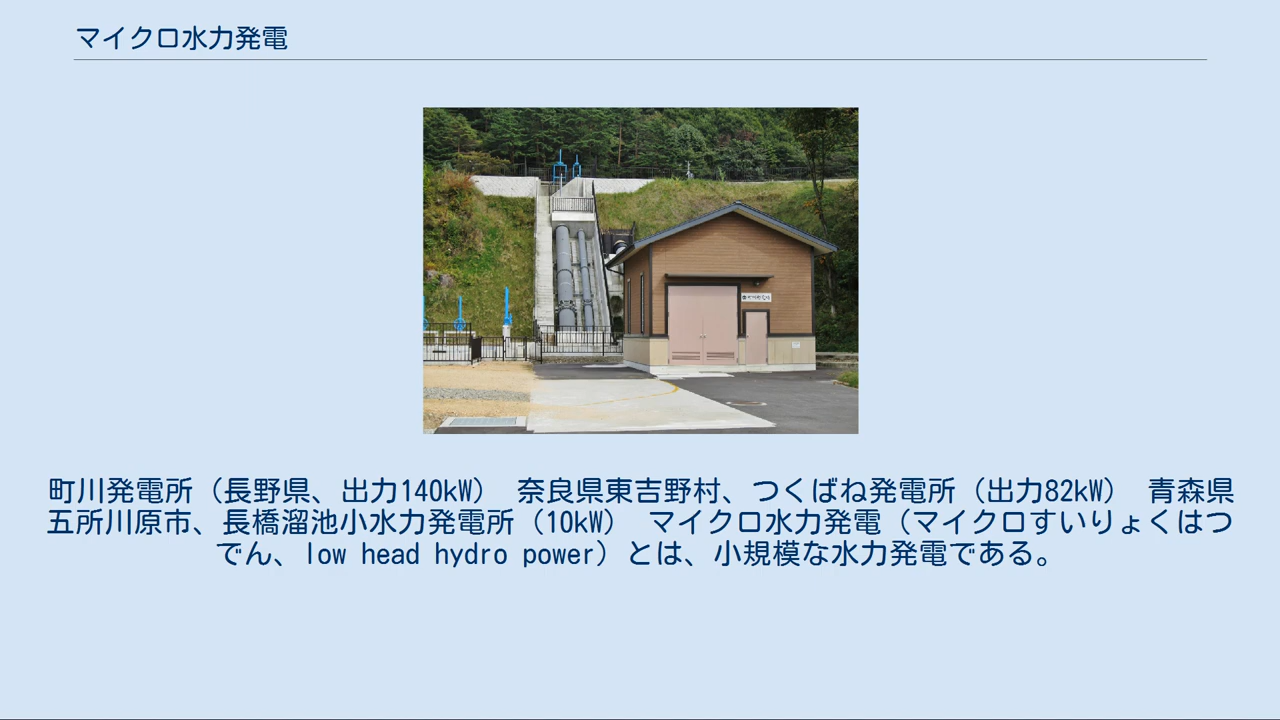 マイクロ水力発電
町川発電所（長野県、出力140kW） 奈良県東吉野村、つくばね発電所（出力82kW） 青森県
五所川原市、長橋溜池小水力発電所（10kW） マイクロ水力発電（マイクロすいりょくはつ
でん、low head hydro power）とは、小規模な水力発電である。